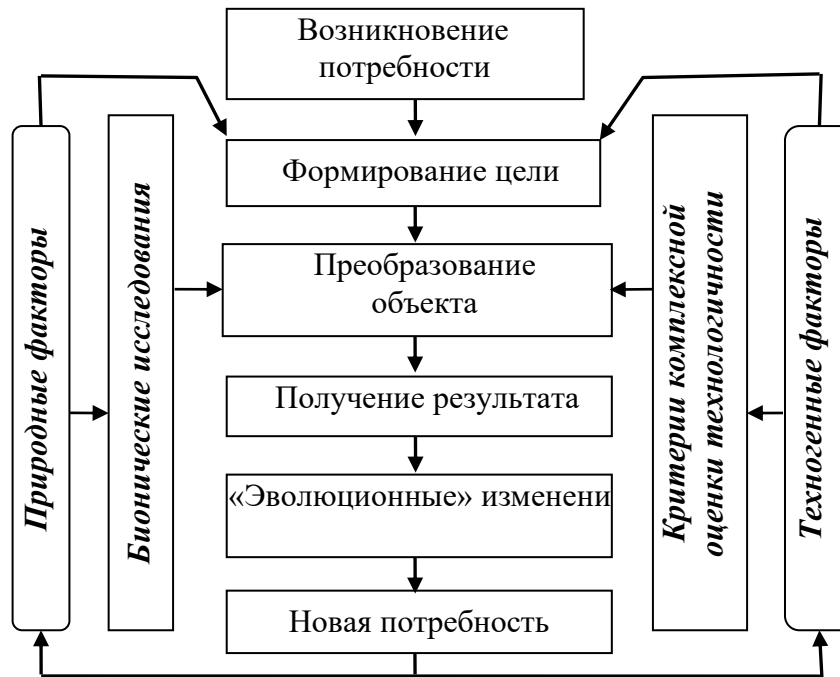 Возникновение
потребности
Формирование цели
Преобразование
объекта
Получение результата
«Эволюционные» изменени
Новая потребность
Природные факторы
Бионические исследования
Критерии комплексной
оценки технологичности
Техногенные факторы